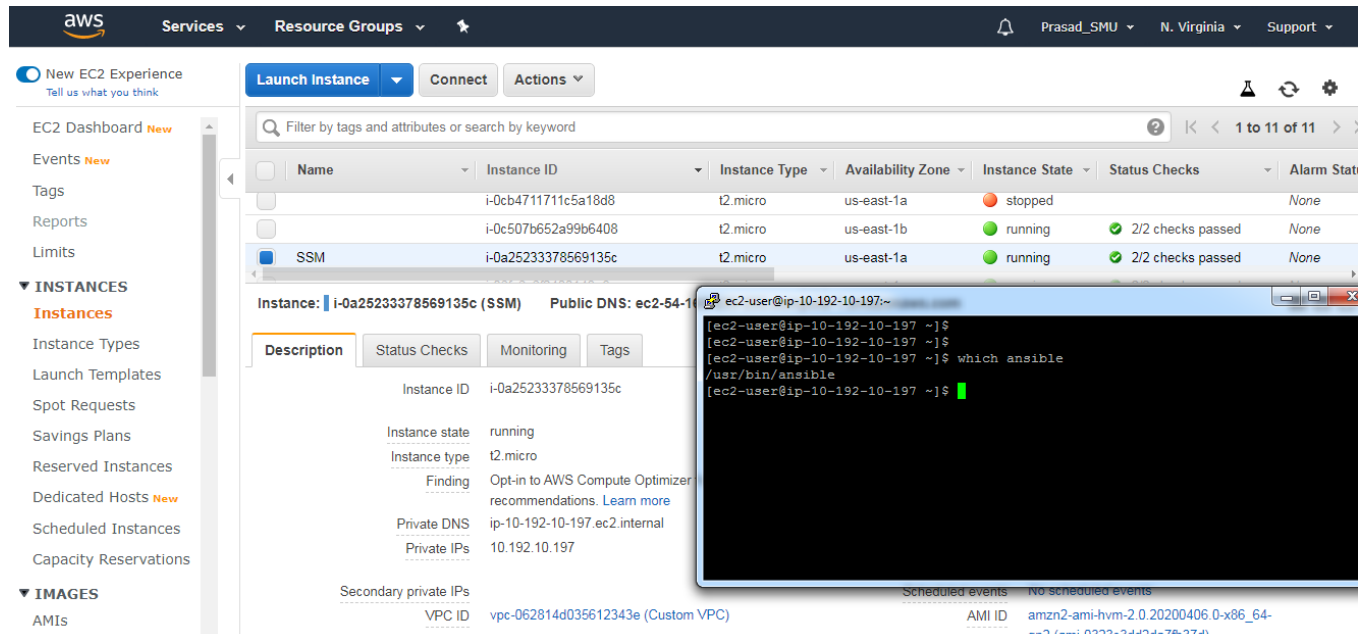 aws Services Resource Groups Prasad_SMU N. Virginia Support
New EC2 Experience
Tell us what you think
Launch Instance Connect Actions
EC2 Dashboard New
Events New
Tags
Reports
Limits
INSTANCES
Instances
Instance Types
Launch Templates
Spot Requests
Savings Plans
Reserved Instances
Dedicated Hosts New
Scheduled Instances
Capacity Reservations
IMAGES
AMIs
Filter by tags and attributes or search by keyword 1 to 11 of 11
Name Instance ID Instance Type Availability Zone Instance State Status Checks Alarm Stat
i-0cb4711711c5a18d8 t2.micro us-east-1a stopped None
i-0c507b652a99b6408 t2.micro us-east-1b running 2/2 checks passed None
SSM i-0a25233378569135c t2.micro us-east-1a running 2/2 checks passed None
Instance: i-0a25233378569135c (SSM) Public DNS: ec2-54-1
Description Status Checks Monitoring Tags
Instance ID i-0a25233378569135c
Instance state running
Instance type t2.micro
Finding Opt-in to AWS Compute Optimizer
recommendations. Learn more
Private DNS ip-10-192-10-197.ec2.internal
Private IPs 10.192.10.197
Secondary private IPs
VPC ID vpc-062814d035612343e (Custom VPC)
Scheduled events No scheduled events
AMI ID amzn2-ami-hvm-2.0.20200406.0-x86_64-
ec2-user@ip-10-192-10-197:~
[ec2-user@ip-10-192-10-197 ~]$
[ec2-user@ip-10-192-10-197 ~]$
[ec2-user@ip-10-192-10-197 ~]$ which ansible
/usr/bin/ansible
[ec2-user@ip-10-192-10-197 ~]$